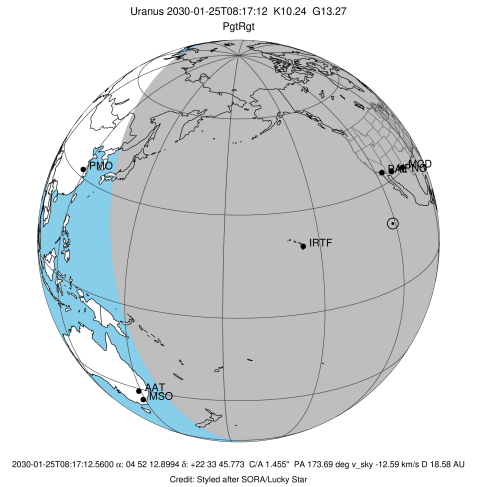 Uranus 2030-01-25T08:17:12 K10.24 G13.27
PgtRgt
PMO
IRTF
AAT
MSO
2030-01-25T08:17:12.5600 α: 04 52 12.8994 δ: +22 33 45.773 C/A 1.455" PA 173.69 deg v_sky -12.59 km/s D 18.58 AU
Credit: Styled after SORA/Lucky Star